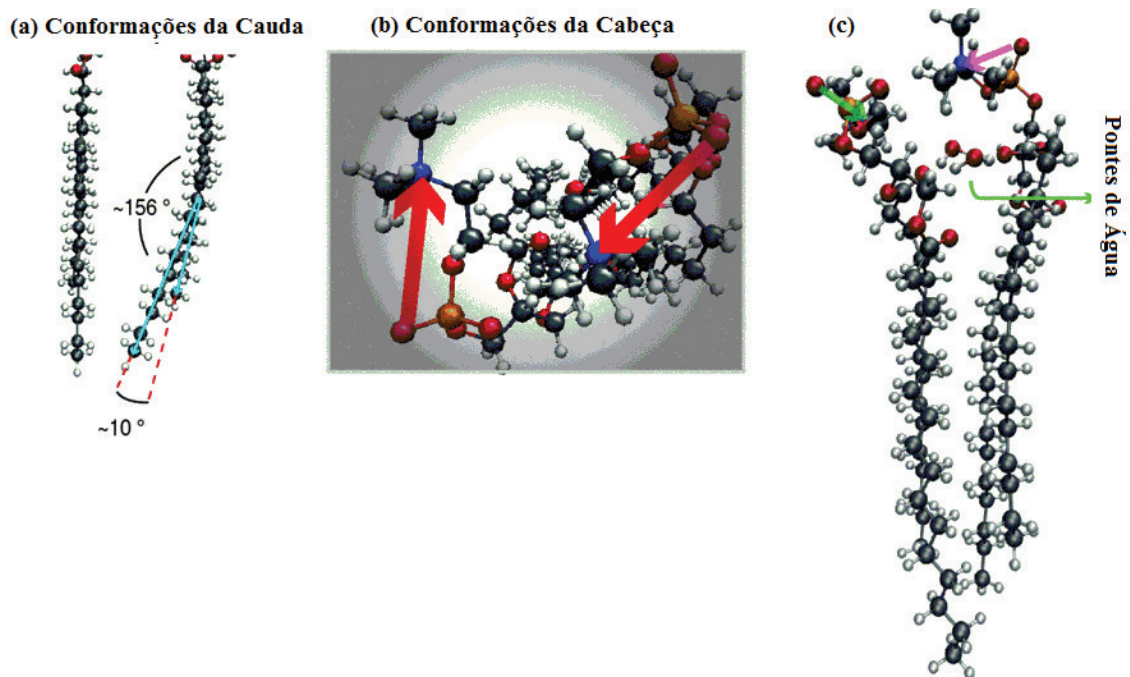 (a) Conformações da Cauda
(b) Conformações da Cabeça
(c)
~156 °
~10 °
Pontes de Água